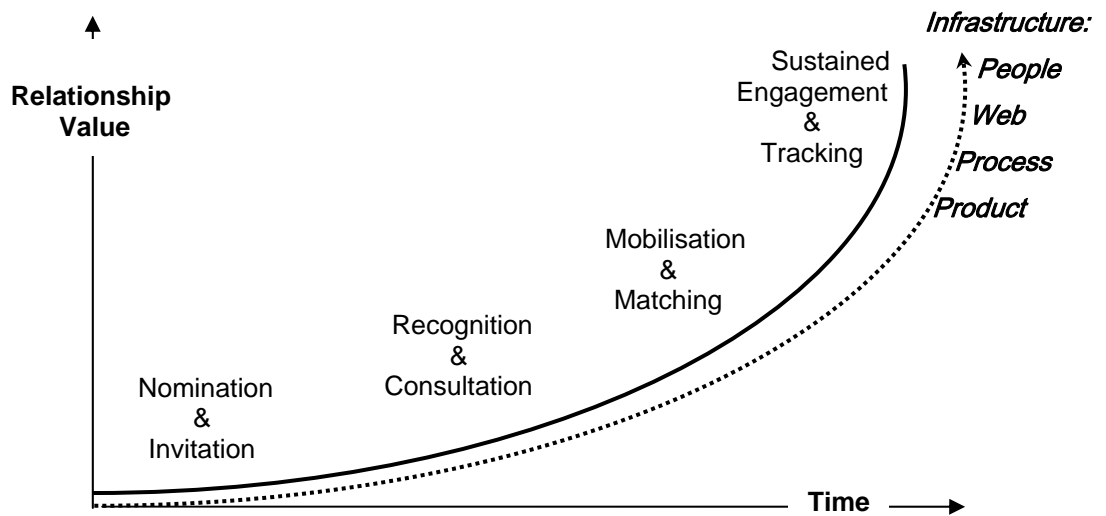 Infrastructure:
People
Web
Process
Product
Sustained
Engagement
&
Tracking
Relationship
Value
Mobilisation
&
Matching
Recognition
&
Consultation
Nomination
&
Invitation
Time